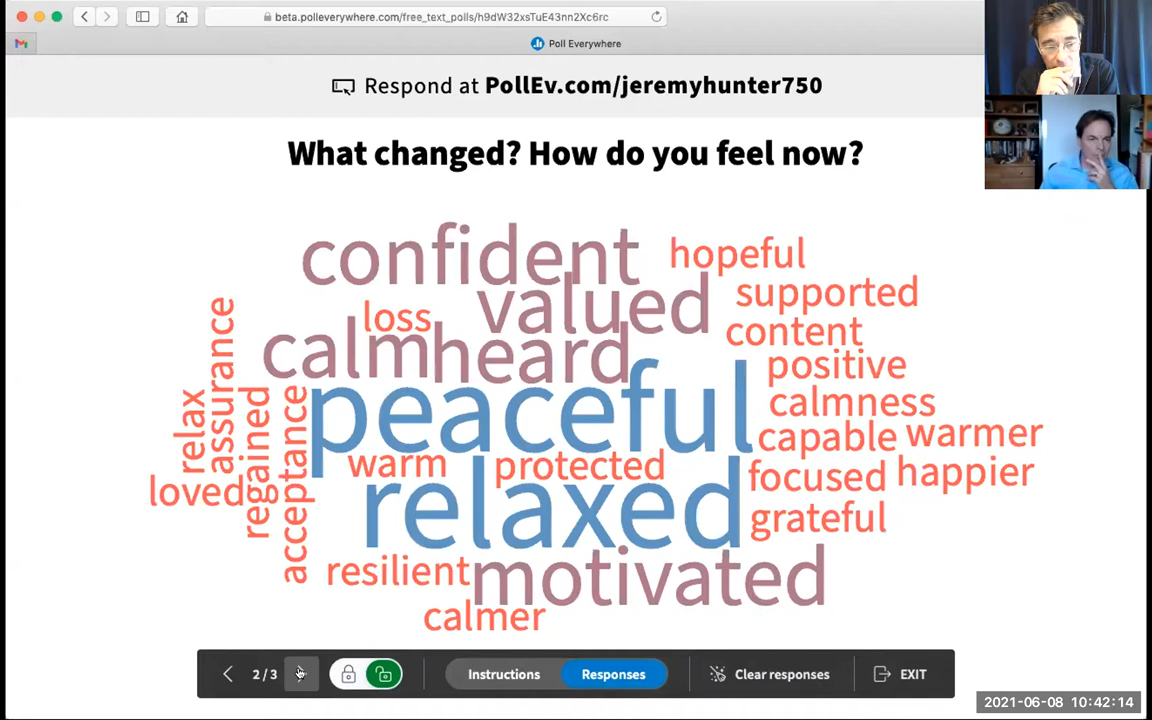 beta.polleverywhere.com/free_text_polls/h9dW32xsTuE43nn2Xc6rc
Poll Everywhere
Respond at PollEv.com/jeremyhunter750
What changed? How do you feel now?
confident
hopeful
valued
supported
loss
content
calm
heard
positive
peaceful
calmness
capable
warmer
relax
assurance
regained
acceptance
loved
warm
protected
focused
happier
relaxed
grateful
resilient
motivated
calmer
2 / 3
Instructions
Responses
Clear responses
EXIT
2021-06-08 10:42:14